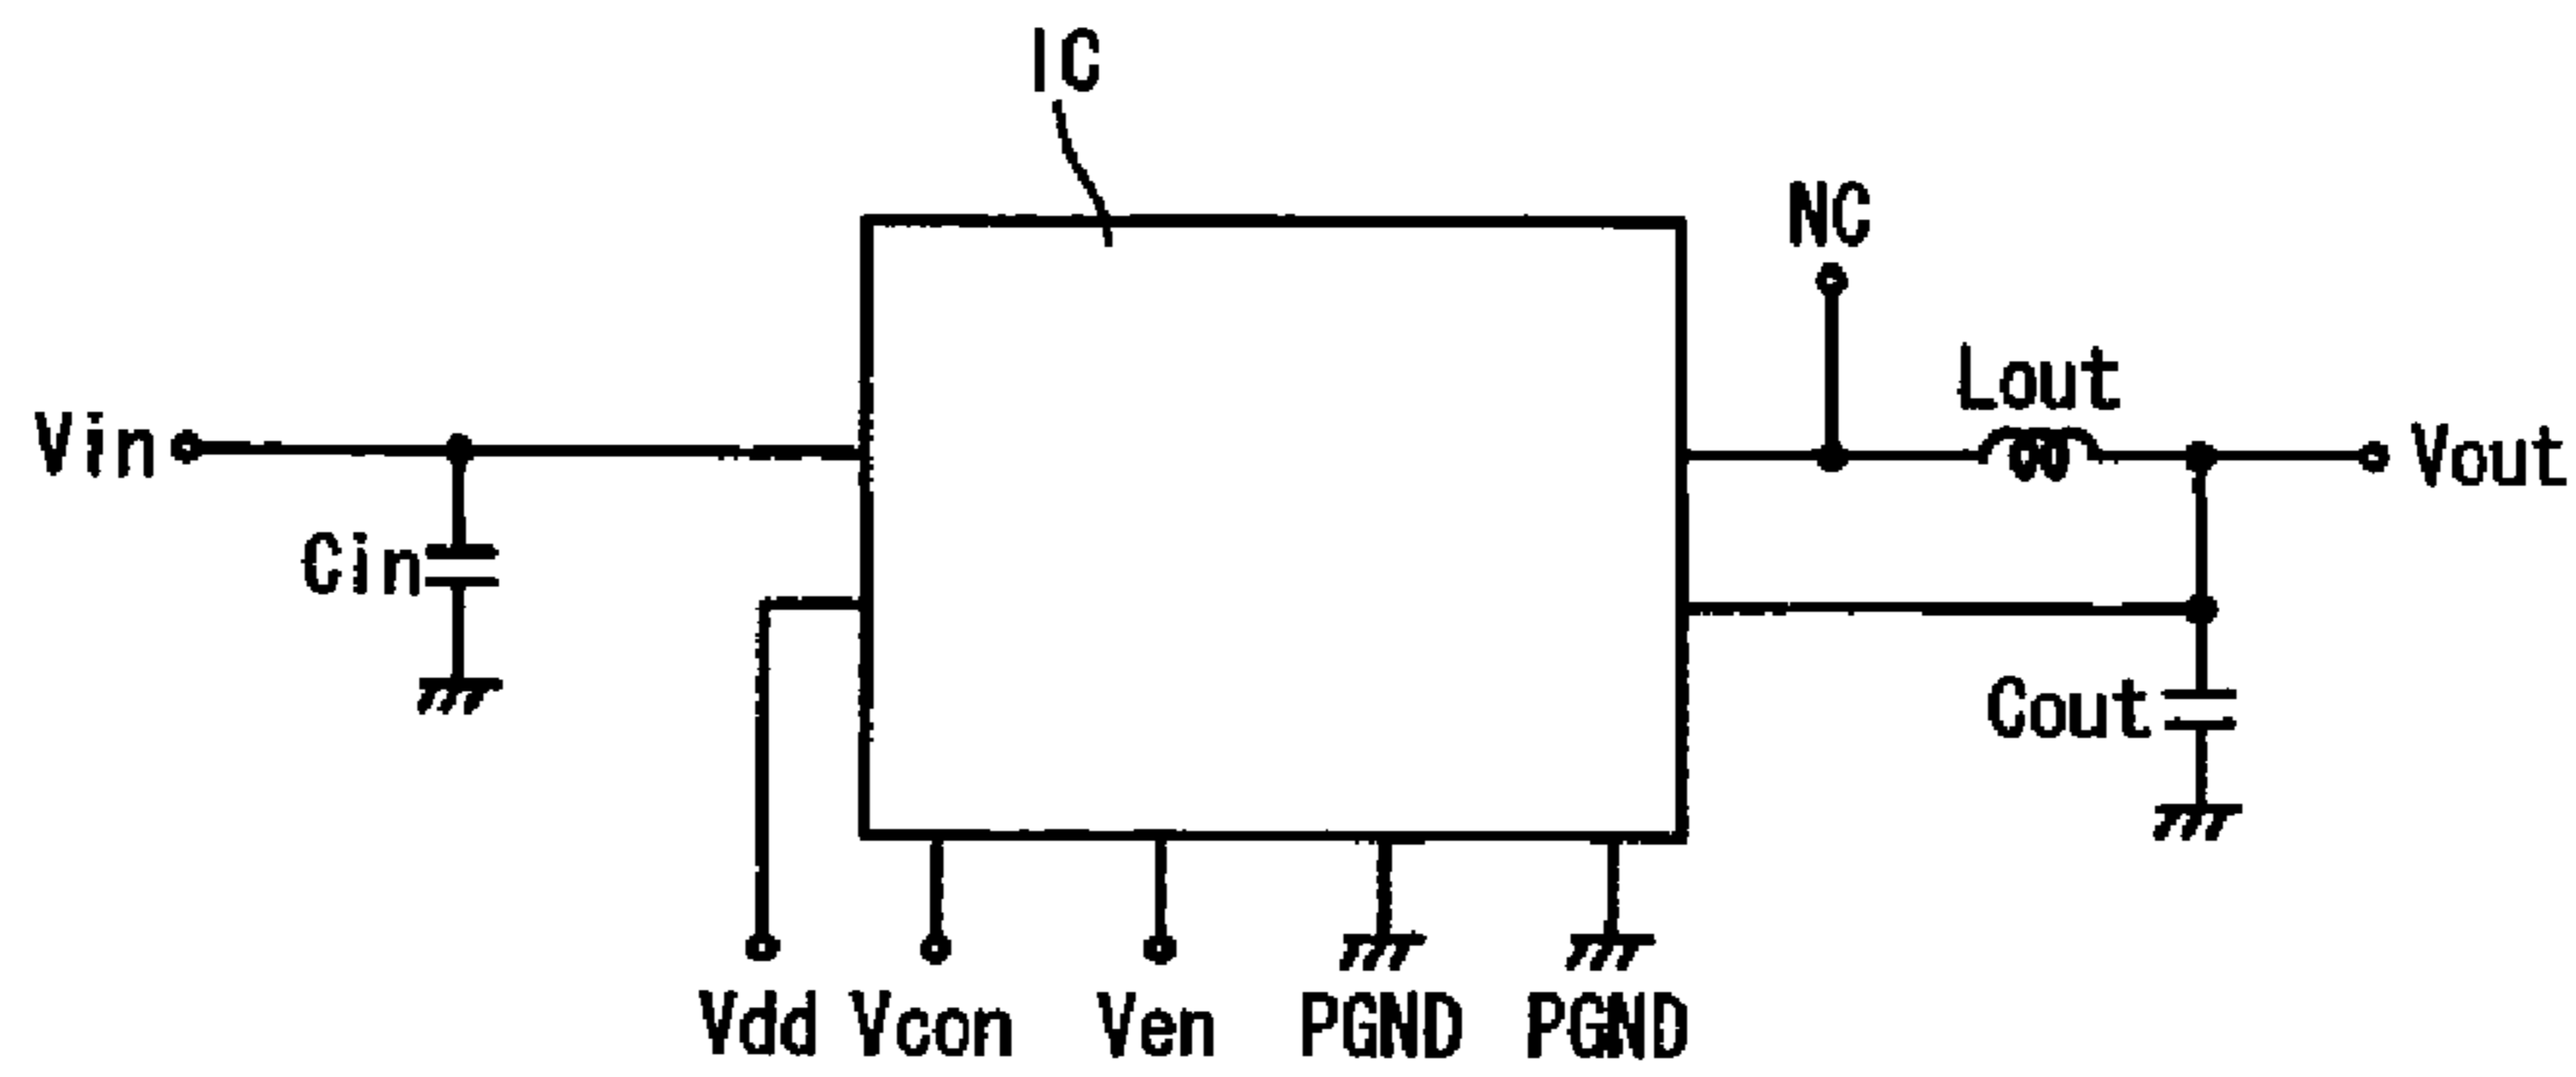 IC
NC
Lout
Vin
Vout
Cin
Cout
Vdd Vcon Ven PGND PGND